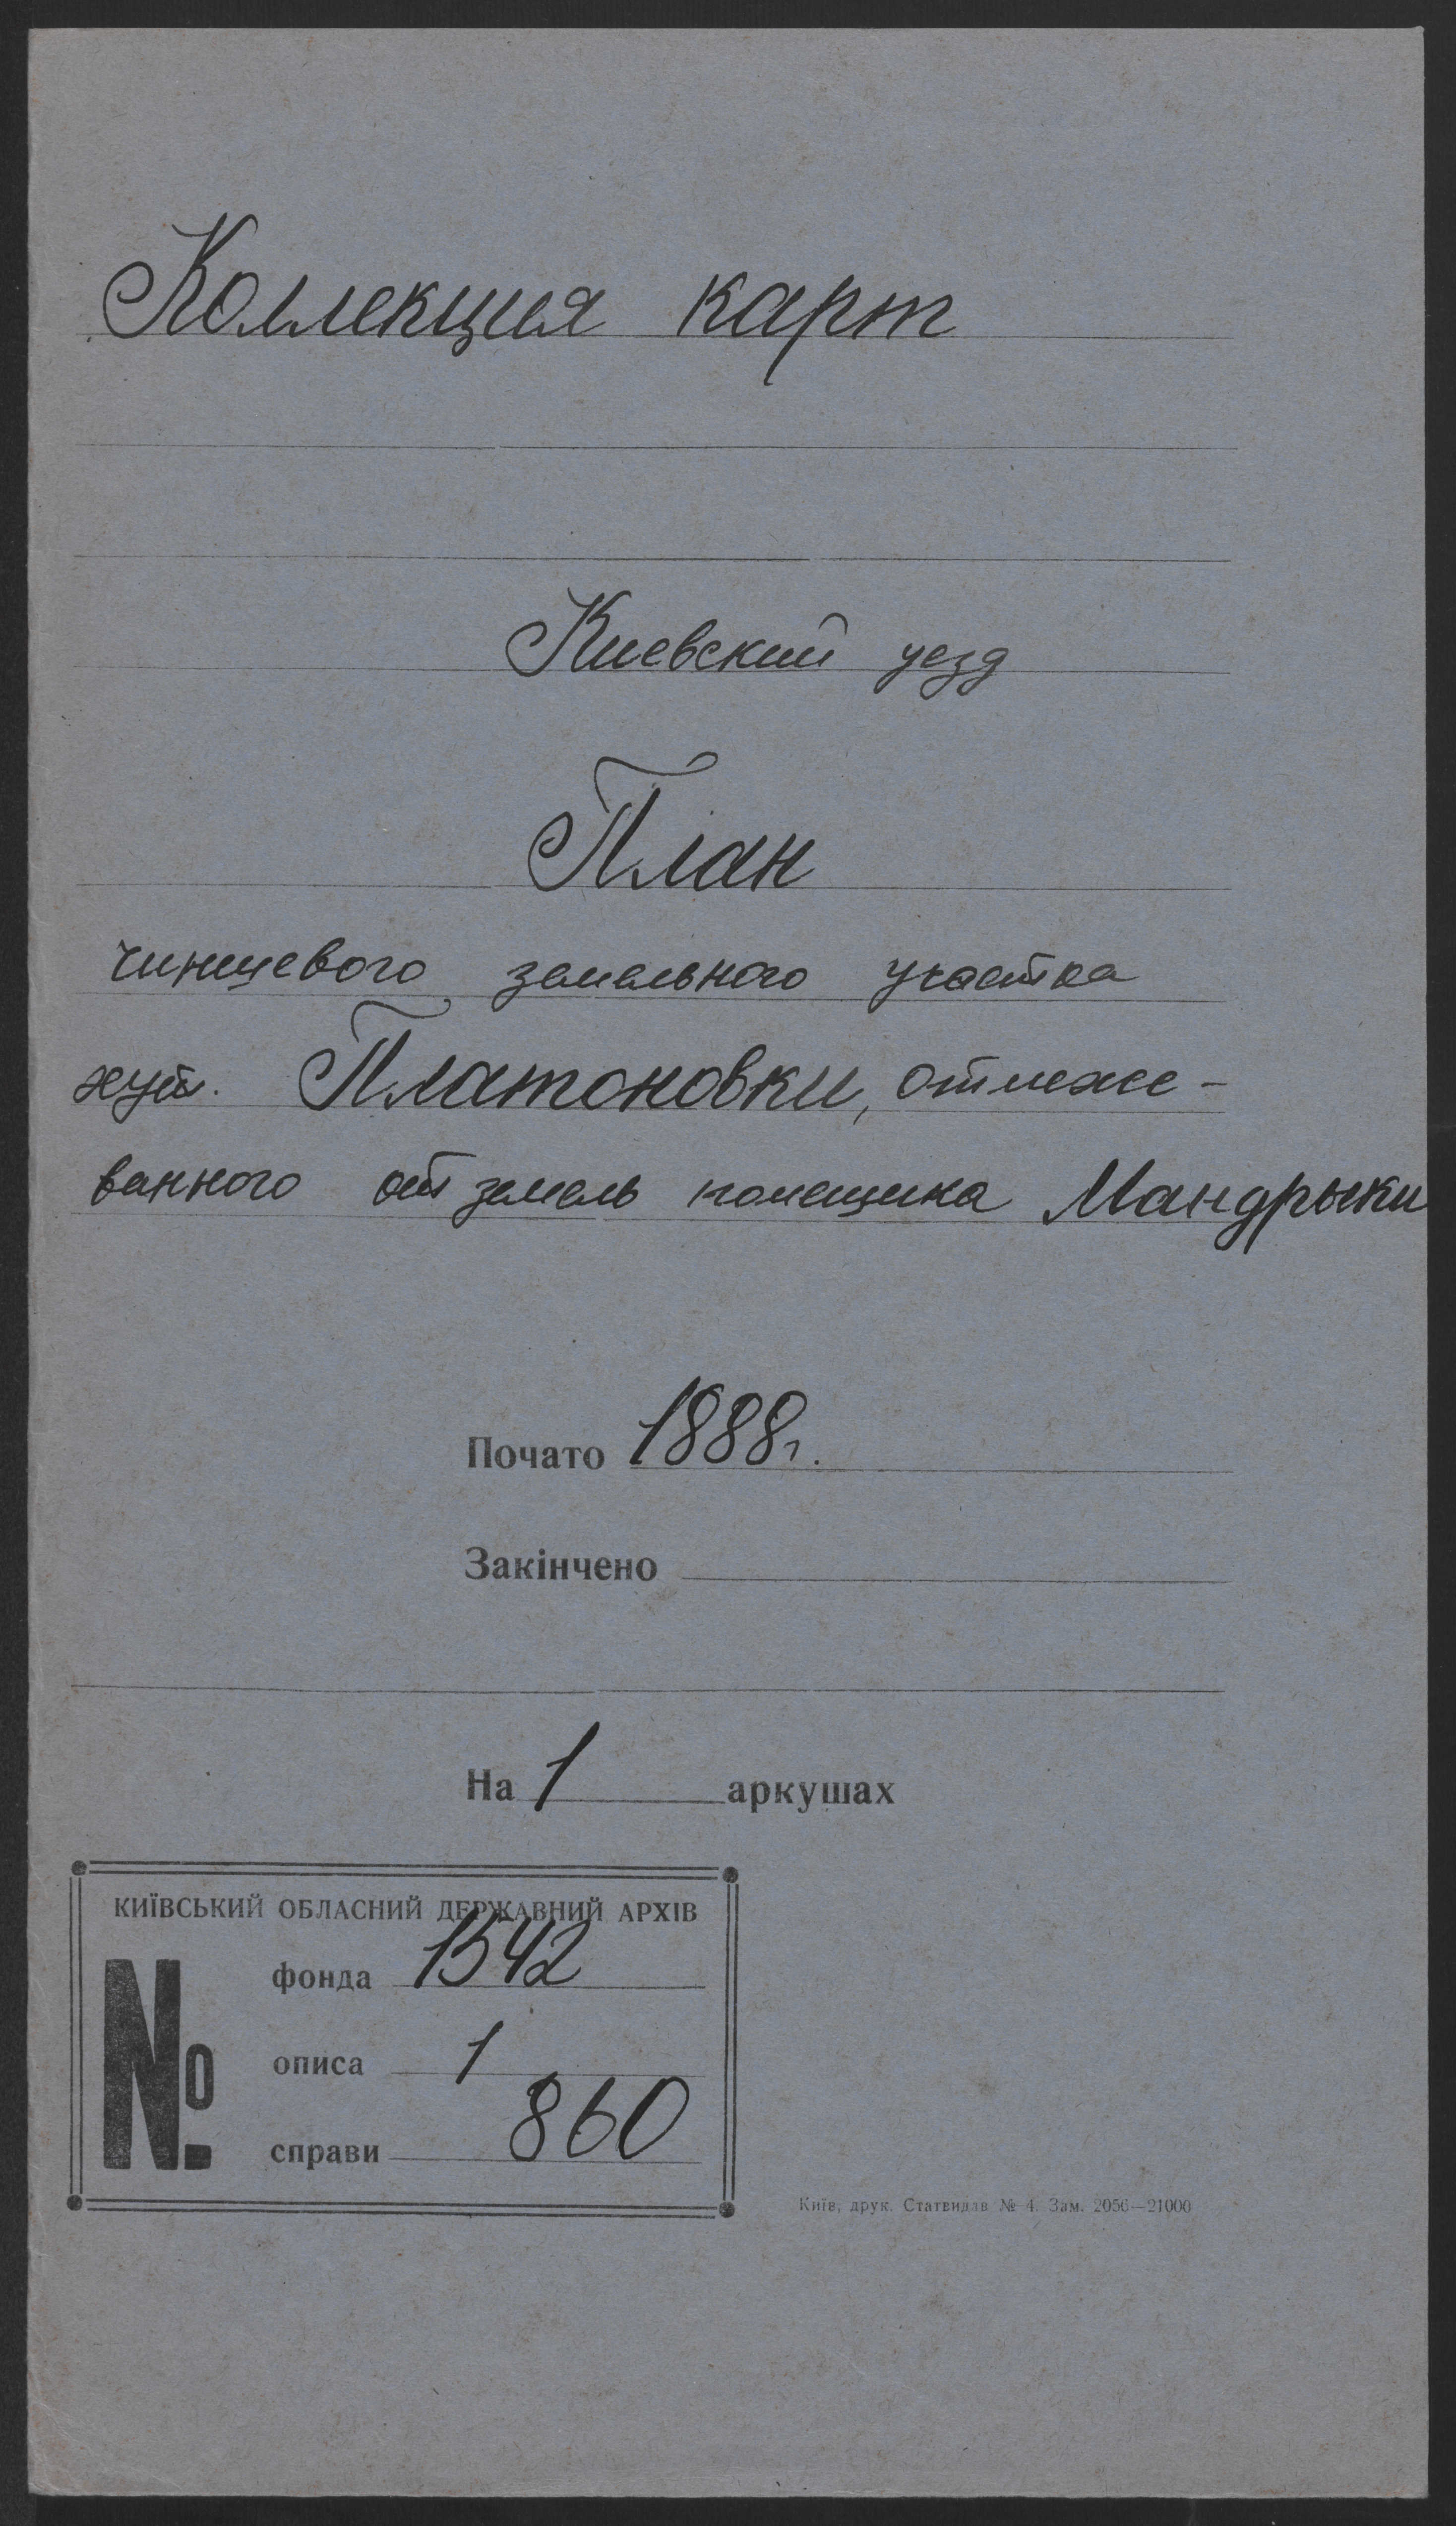 Коллекция карт
Киевский уезд
План
чиншевого земельного участка
хут. Платоновки, отмеже-
ванного от земель помещика Мандрыки
Почато 1888г.
Закінчено
На 1 аркушах
КИЇВСЬКИЙ ОБЛАСНИЙ ДЕРЖАВНИЙ АРХІВ
№ фонда 1542
описа 1
справи 860
Київ, друк. Статвидав № 4. Зам. 2056—21000